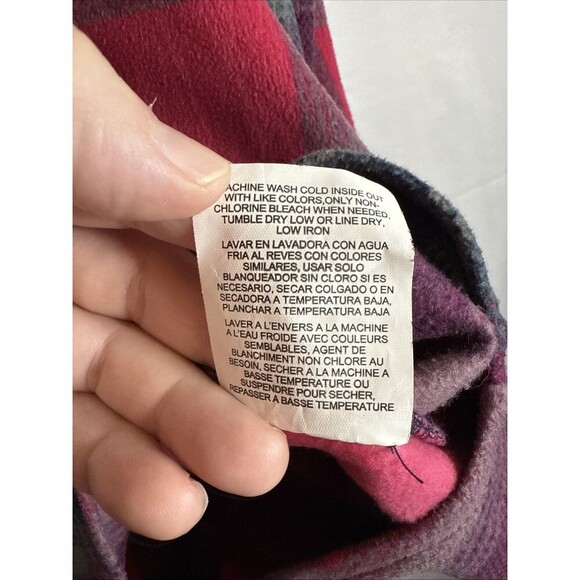 MACHINE WASH COLD INSIDE OUT
WITH LIKE COLORS,ONLY NON-
CHLORINE BLEACH WHEN NEEDED,
TUMBLE DRY LOW OR LINE DRY,
LOW IRON
LAVAR EN LAVADORA CON AGUA
FRIA AL REVES CON COLORES
SIMILARES, USAR SOLO
BLANQUEADOR SIN CLORO SI ES
NECESARIO, SECAR COLGADO O EN
SECADORA A TEMPERATURA BAJA,
PLANCHAR A TEMPERATURA BAJA
LAVER A L'ENVERS A LA MACHINE
A L'EAU FROIDE AVEC COULEURS
SEMBLABLES, AGENT DE
BLANCHIMENT NON CHLORE AU
BESOIN, SECHER A LA MACHINE A
BASSE TEMPERATURE OU
SUSPENDRE POUR SECHER,
REPASSER A BASSE TEMPERATURE